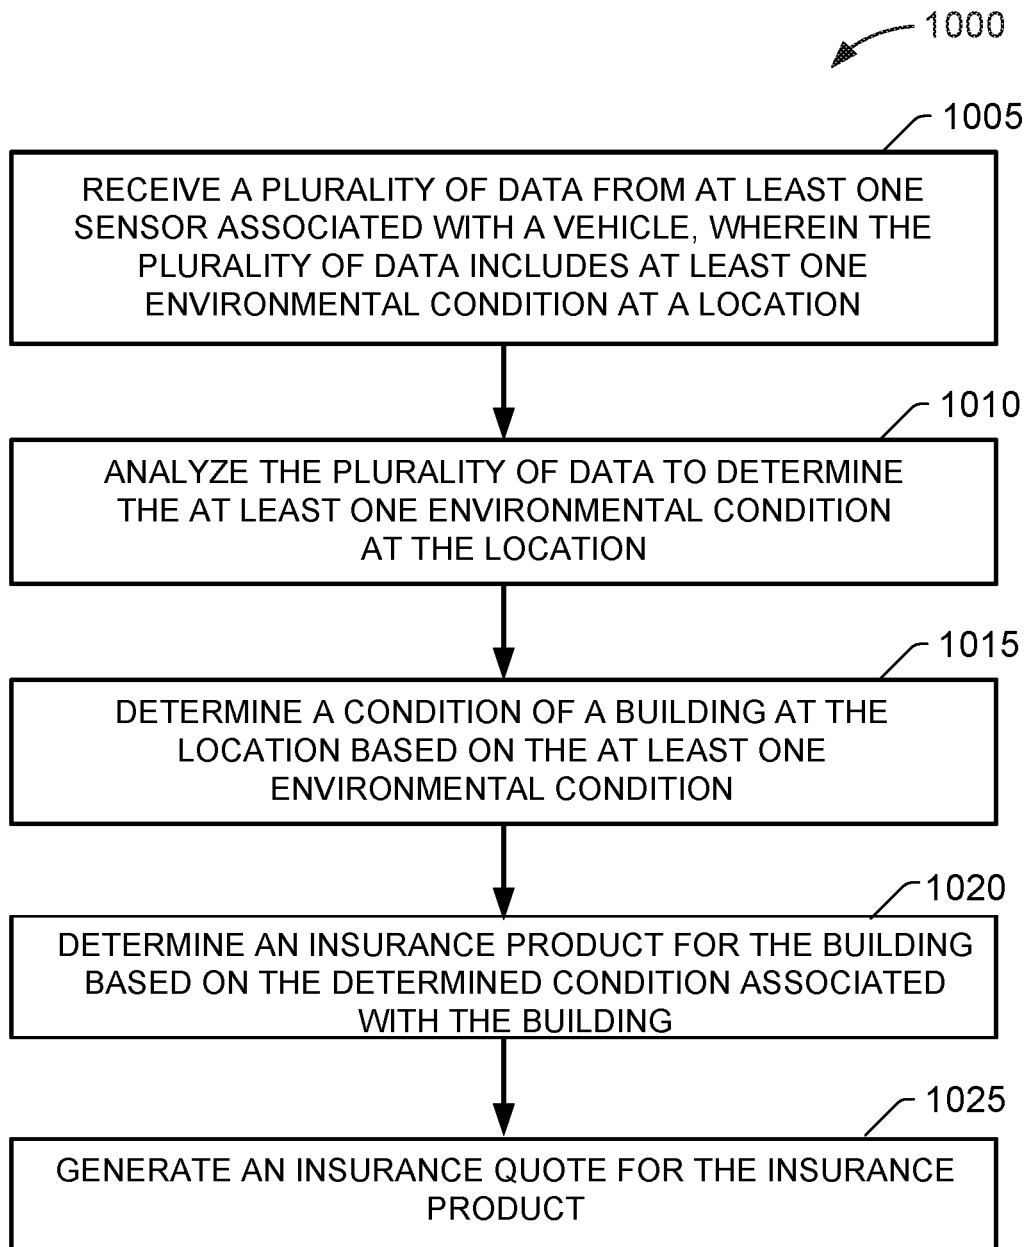 1000
1005
RECEIVE A PLURALITY OF DATA FROM AT LEAST ONE
SENSOR ASSOCIATED WITH A VEHICLE, WHEREIN THE
PLURALITY OF DATA INCLUDES AT LEAST ONE
ENVIRONMENTAL CONDITION AT A LOCATION
1010
ANALYZE THE PLURALITY OF DATA TO DETERMINE
THE AT LEAST ONE ENVIRONMENTAL CONDITION
AT THE LOCATION
1015
DETERMINE A CONDITION OF A BUILDING AT THE
LOCATION BASED ON THE AT LEAST ONE
ENVIRONMENTAL CONDITION
1020
DETERMINE AN INSURANCE PRODUCT FOR THE BUILDING
BASED ON THE DETERMINED CONDITION ASSOCIATED
WITH THE BUILDING
1025
GENERATE AN INSURANCE QUOTE FOR THE INSURANCE
PRODUCT